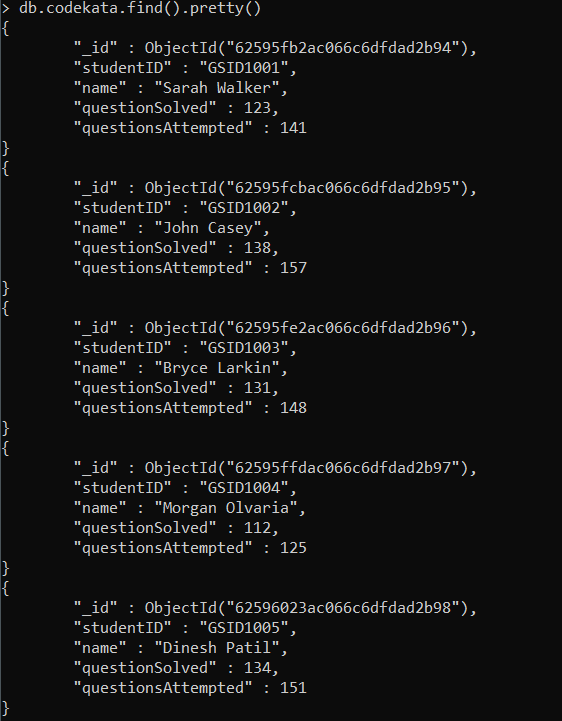 > db.codekata.find().pretty()
{
"_id" : ObjectId("62595fb2ac066c6dfdad2b94"),
"studentID" : "GSID1001",
"name" : "Sarah Walker",
"questionSolved" : 123,
"questionsAttempted" : 141
}
{
"_id" : ObjectId("62595fcbac066c6dfdad2b95"),
"studentID" : "GSID1002",
"name" : "John Casey",
"questionSolved" : 138,
"questionsAttempted" : 157
}
{
"_id" : ObjectId("62595fe2ac066c6dfdad2b96"),
"studentID" : "GSID1003",
"name" : "Bryce Larkin",
"questionSolved" : 131,
"questionsAttempted" : 148
}
{
"_id" : ObjectId("62595ffdac066c6dfdad2b97"),
"studentID" : "GSID1004",
"name" : "Morgan Olvaria",
"questionSolved" : 112,
"questionsAttempted" : 125
}
{
"_id" : ObjectId("62596023ac066c6dfdad2b98"),
"studentID" : "GSID1005",
"name" : "Dinesh Patil",
"questionSolved" : 134,
"questionsAttempted" : 151
}